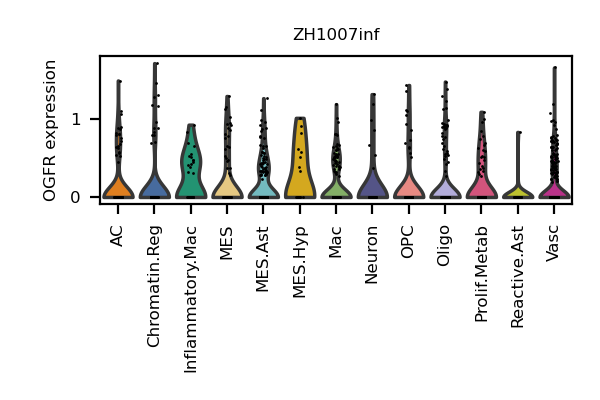 ZH1007inf
OGFR expression
1
0
AC
Chromatin.Reg
Inflammatory.Mac
MES
MES.Ast
MES.Hyp
Mac
Neuron
OPC
Oligo
Prolif.Metab
Reactive.Ast
Vasc